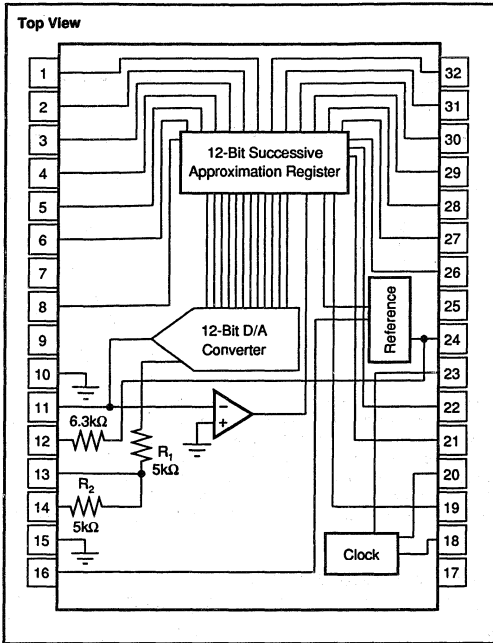 Top View
1
32
2
31
3
30
12-Bit Successive
Approximation Register
4
29
5
28
6
27
7
26
8
25
Reference
9
12-Bit D/A
Converter
24
10
23
11
–
+
22
12
6.3kΩ
21
13
R1
5kΩ
20
14
R2
5kΩ
19
15
Clock
18
16
17